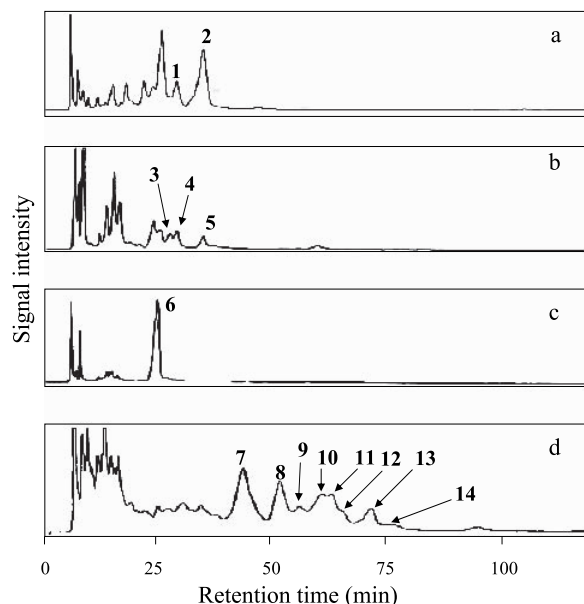 a
1 2
b
3 4 5
c
6
d
7 8 9 10 11 12 13 14
Signal intensity
0 25 50 75 100
Retention time (min)